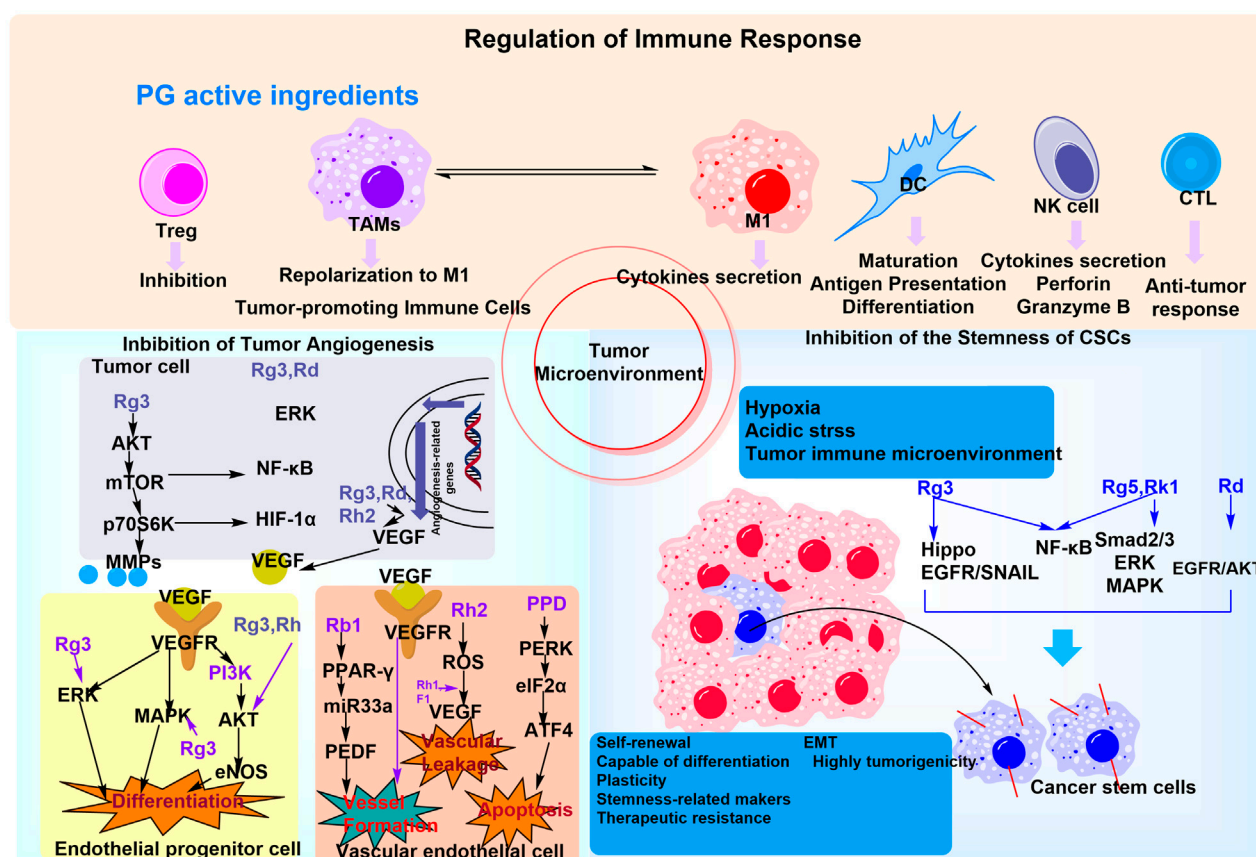 Regulation of Immune Response
PG active ingredients
Treg
TAMs
M1
DC
NK cell
CTL
Inhibition
Repolarization to M1
Tumor-promoting Immune Cells
Cytokines secretion
Maturation
Antigen Presentation
Differentiation
Cytokines secretion
Perforin
Granzyme B
Anti-tumor
response
Tumor
Microenvironment
Inbibition of Tumor Angiogenesis
Tumor cell
Rg3,Rd
Rg3
ERK
AKT
mTOR
NF-κB
p70S6K
HIF-1α
MMPs
Angiogenesis-related
genes
Rg3,Rd,
Rh2
VEGF
VEGF
VEGF
VEGFR
Rg3
Rg3,Rh
ERK
PI3K
MAPK
AKT
Rg3
eNOS
Differentiation
Endothelial progenitor cell
VEGF
VEGFR
Rb1
PPAR-γ
miR33a
PEDF
Vessel
Formation
Rh2
ROS
Rh1
F1
VEGF
Vascular
Leakage
PPD
PERK
eIF2α
ATF4
Apoptosis
Vascular endothelial cell
Inhibition of the Stemness of CSCs
Hypoxia
Acidic strss
Tumor immune microenvironment
Rg3
Rg5,Rk1
Rd
Hippo
EGFR/SNAIL
NF-κB
Smad2/3
ERK
MAPK
EGFR/AKT
Self-renewal
Capable of differentiation
Plasticity
Stemness-related makers
Therapeutic resistance
EMT
Highly tumorigenicity
Cancer stem cells